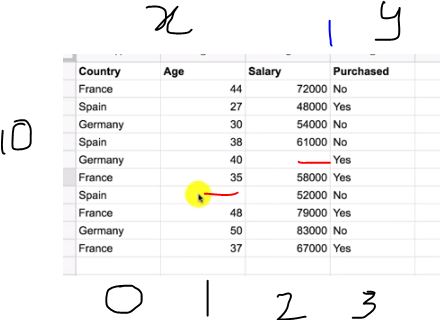 x | y
Country Age Salary Purchased
France 44 72000 No
Spain 27 48000 Yes
Germany 30 54000 No
Spain 38 61000 No
10
Germany 40 Yes
France 35 58000 Yes
Spain 52000 No
France 48 79000 Yes
Germany 50 83000 No
France 37 67000 Yes
0 1 2 3